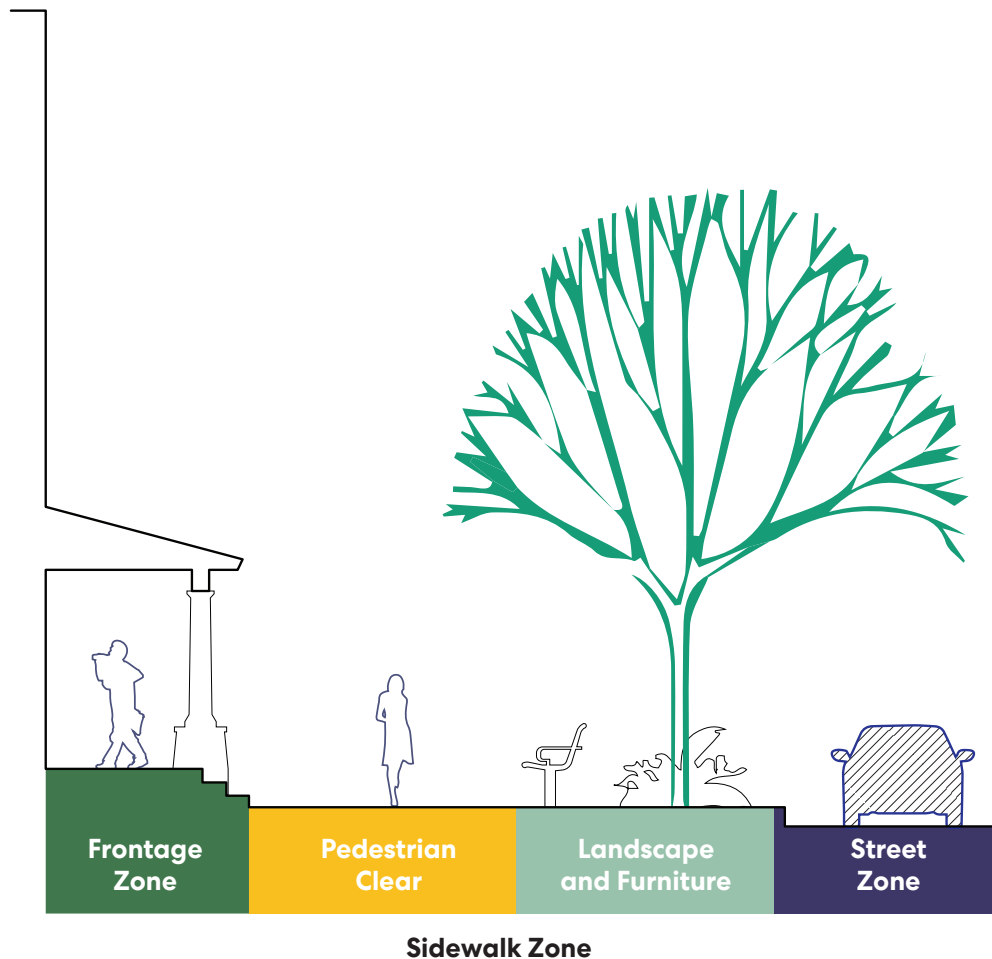 Frontage
Zone
Pedestrian
Clear
Landscape
and Furniture
Street
Zone
Sidewalk Zone